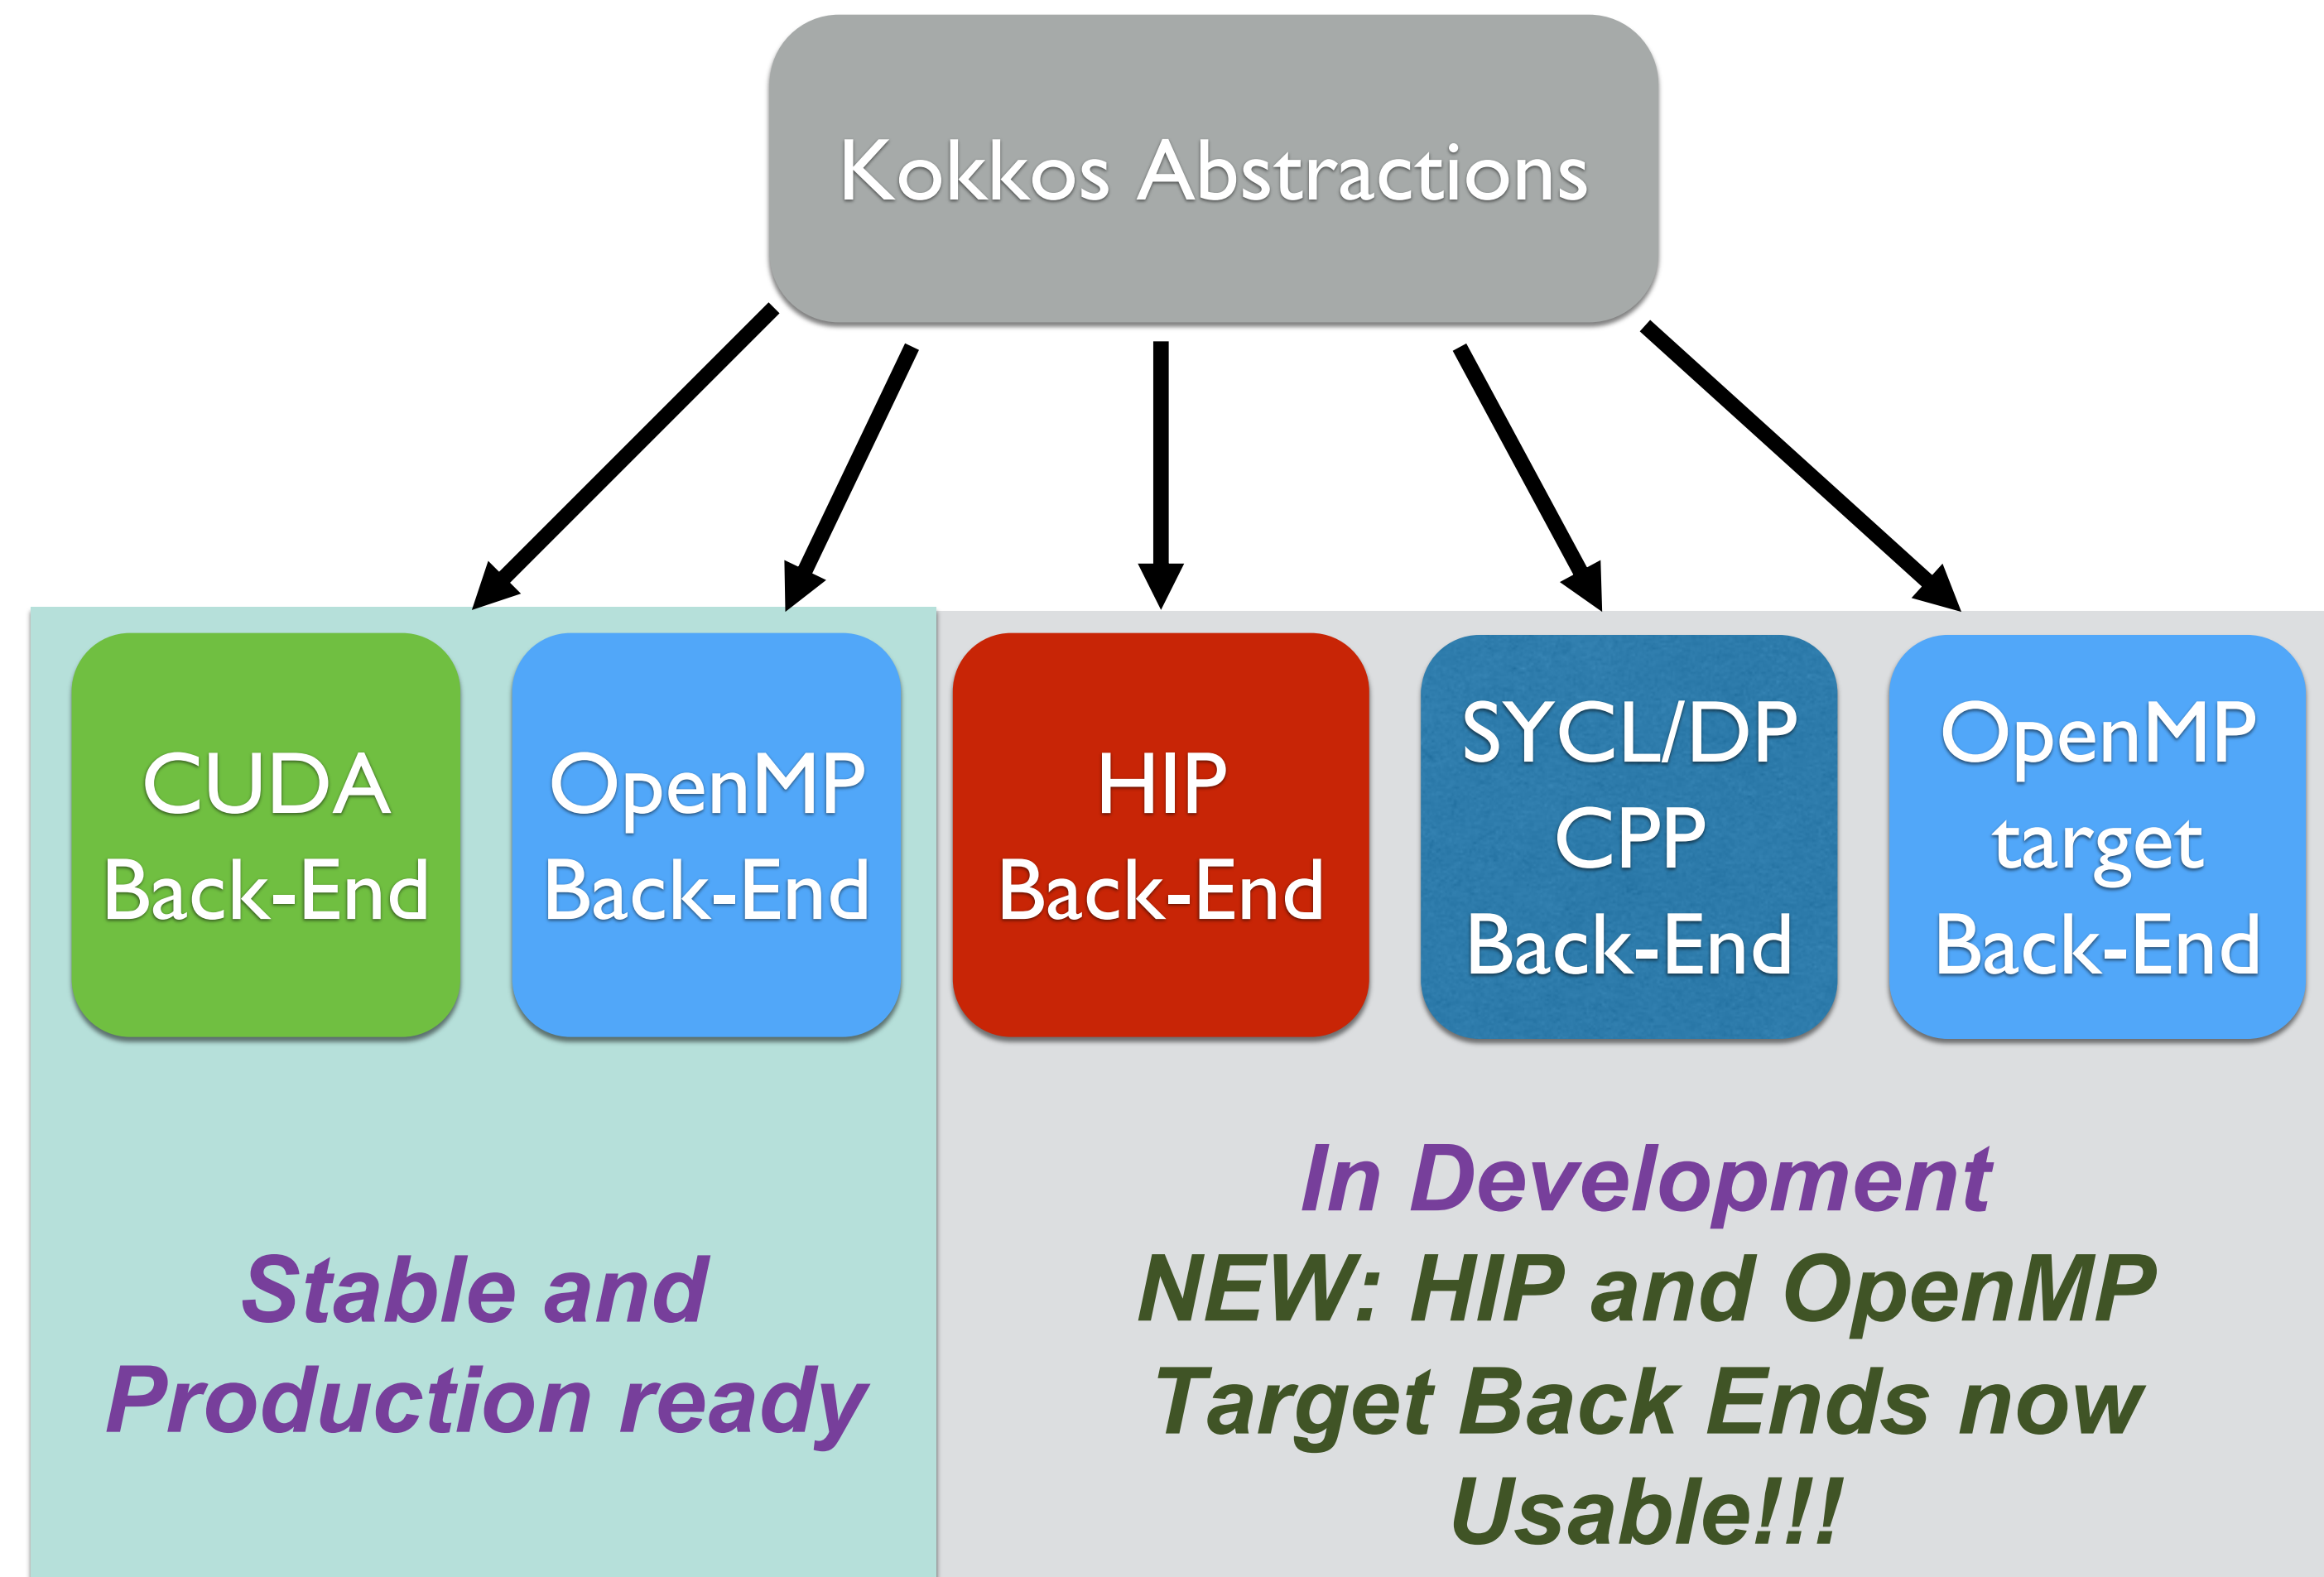 Kokkos Abstractions
CUDA
Back-End
OpenMP
Back-End
HIP
Back-End
SYCL/DP
CPP
Back-End
OpenMP
target
Back-End
Stable and
Production ready
In Development
NEW: HIP and OpenMP
Target Back Ends now
Usable!!!